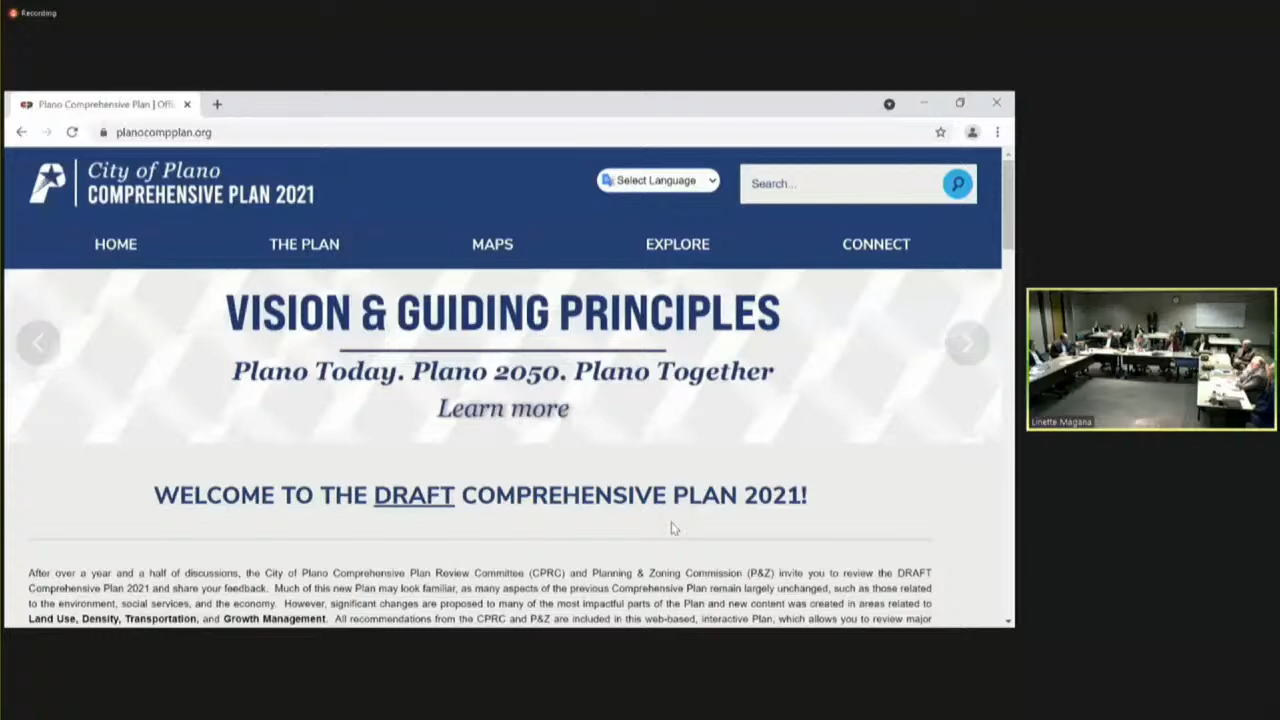 Recording
Plano Comprehensive Plan | Offi
planocompplan.org
City of Plano
COMPREHENSIVE PLAN 2021
Select Language
Search...
HOME THE PLAN MAPS EXPLORE CONNECT
VISION & GUIDING PRINCIPLES
Plano Today. Plano 2050. Plano Together
Learn more
WELCOME TO THE DRAFT COMPREHENSIVE PLAN 2021!
After over a year and a half of discussions, the City of Plano Comprehensive Plan Review Committee (CPRC) and Planning & Zoning Commission (P&Z) invite you to review the DRAFT
Comprehensive Plan 2021 and share your feedback. Much of this new Plan may look familiar, as many aspects of the previous Comprehensive Plan remain largely unchanged, such as those related
to the environment, social services, and the economy. However, significant changes are proposed to many of the most impactful parts of the Plan and new content was created in areas related to
Land Use, Density, Transportation, and Growth Management. All recommendations from the CPRC and P&Z are included in this web-based, interactive Plan, which allows you to review major
Linette Magana